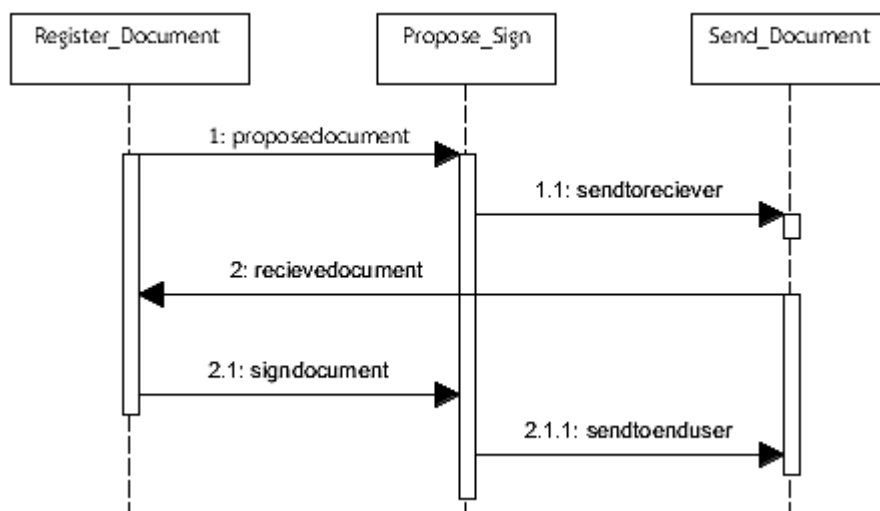 Register_Document
Propose_Sign
Send_Document
1: proposedocument
1.1: sendtoreciever
2: recievedocument
2.1: signdocument
2.1.1: sendtoenduser